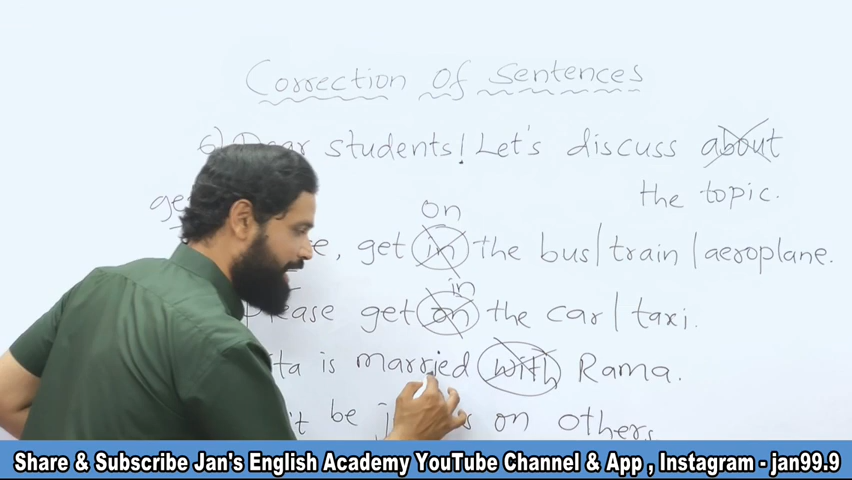 Correction of Sentences
6) Dear students! Let's discuss about
the topic.
ge
on
get in the bus/train/aeroplane.
in
Please get on the car/taxi.
is married with Rama.
be on others
Share & Subscribe Jan's English Academy YouTube Channel & App , Instagram - jan99.9